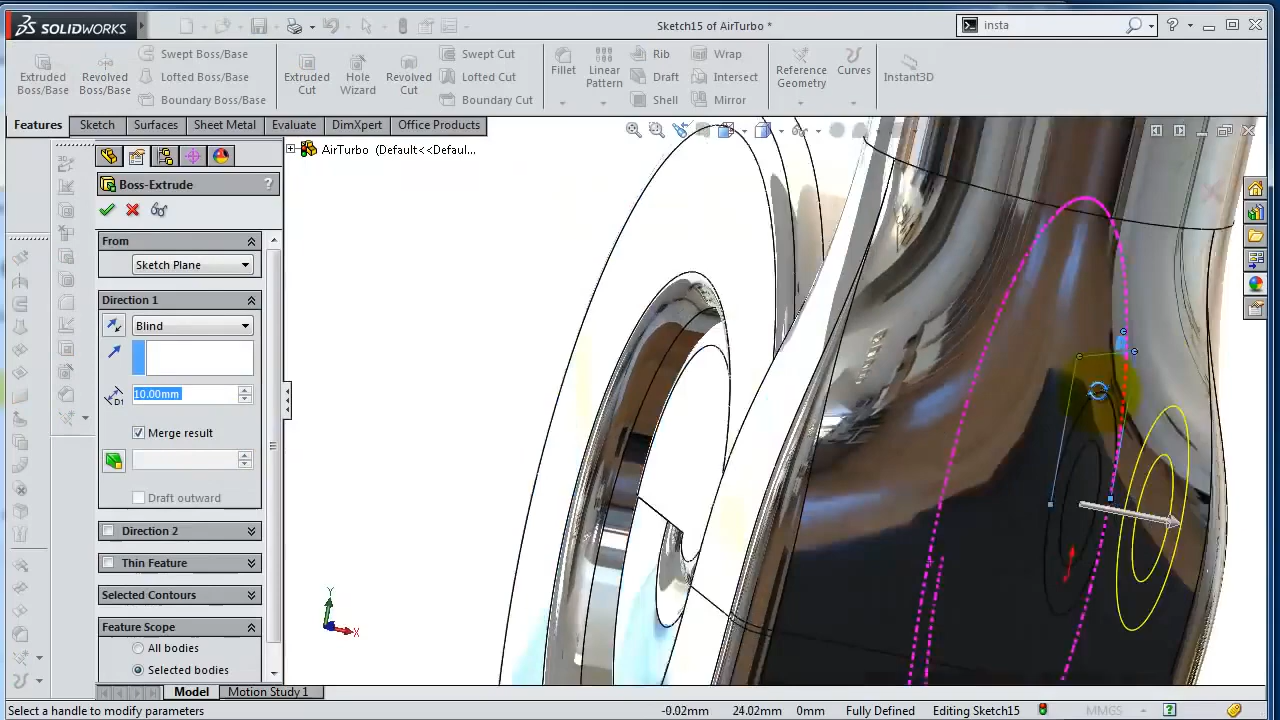 SOLIDWORKS
Sketch15 of AirTurbo *
insta
Extruded Boss/Base
Revolved Boss/Base
Swept Boss/Base
Lofted Boss/Base
Boundary Boss/Base
Extruded Cut
Hole Wizard
Revolved Cut
Swept Cut
Lofted Cut
Boundary Cut
Fillet
Linear Pattern
Rib
Draft
Shell
Wrap
Intersect
Mirror
Reference Geometry
Curves
Instant3D
Features
Sketch
Surfaces
Sheet Metal
Evaluate
DimXpert
Office Products
AirTurbo (Default<<Defaul...
Boss-Extrude
?
From
Sketch Plane
Direction 1
Blind
D1
10.00mm
Merge result
Draft outward
Direction 2
Thin Feature
Selected Contours
Feature Scope
All bodies
Selected bodies
Y
X
Model
Motion Study 1
Select a handle to modify parameters
-0.02mm
24.02mm
0mm
Fully Defined
Editing Sketch15
MMGS
?